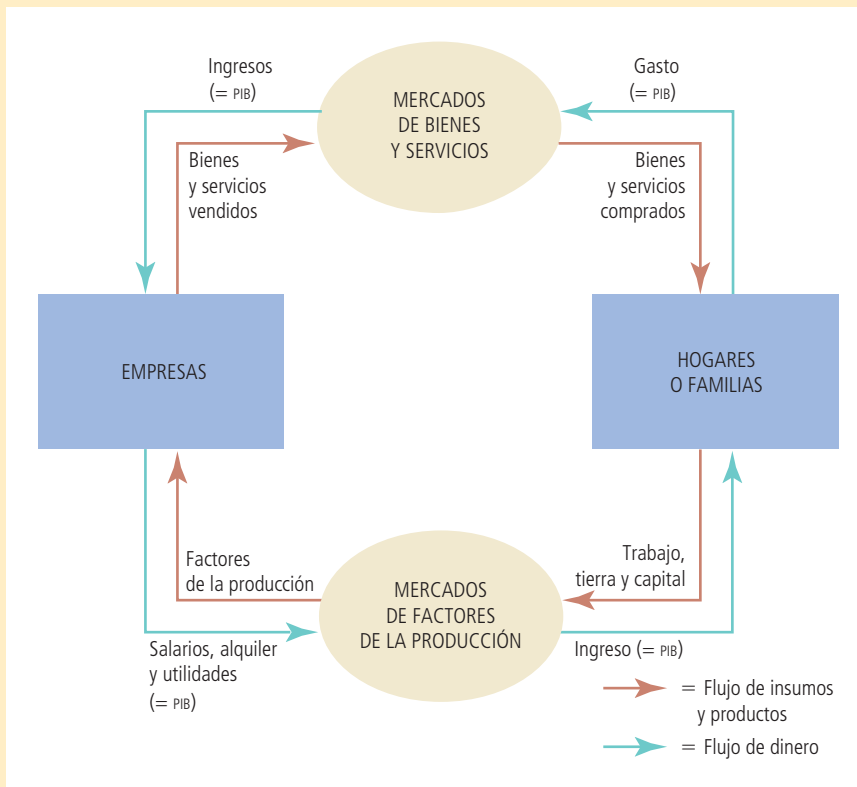 Ingresos
(= PIB)
MERCADOS
DE BIENES
Y SERVICIOS
Gasto
(= PIB)
Bienes
y servicios
vendidos
Bienes
y servicios
comprados
EMPRESAS
HOGARES
O FAMILIAS
Factores
de la producción
MERCADOS
DE FACTORES
DE LA PRODUCCIÓN
Trabajo,
tierra y capital
Salarios, alquiler
y utilidades
(= PIB)
Ingreso (= PIB)
= Flujo de insumos
y productos
= Flujo de dinero